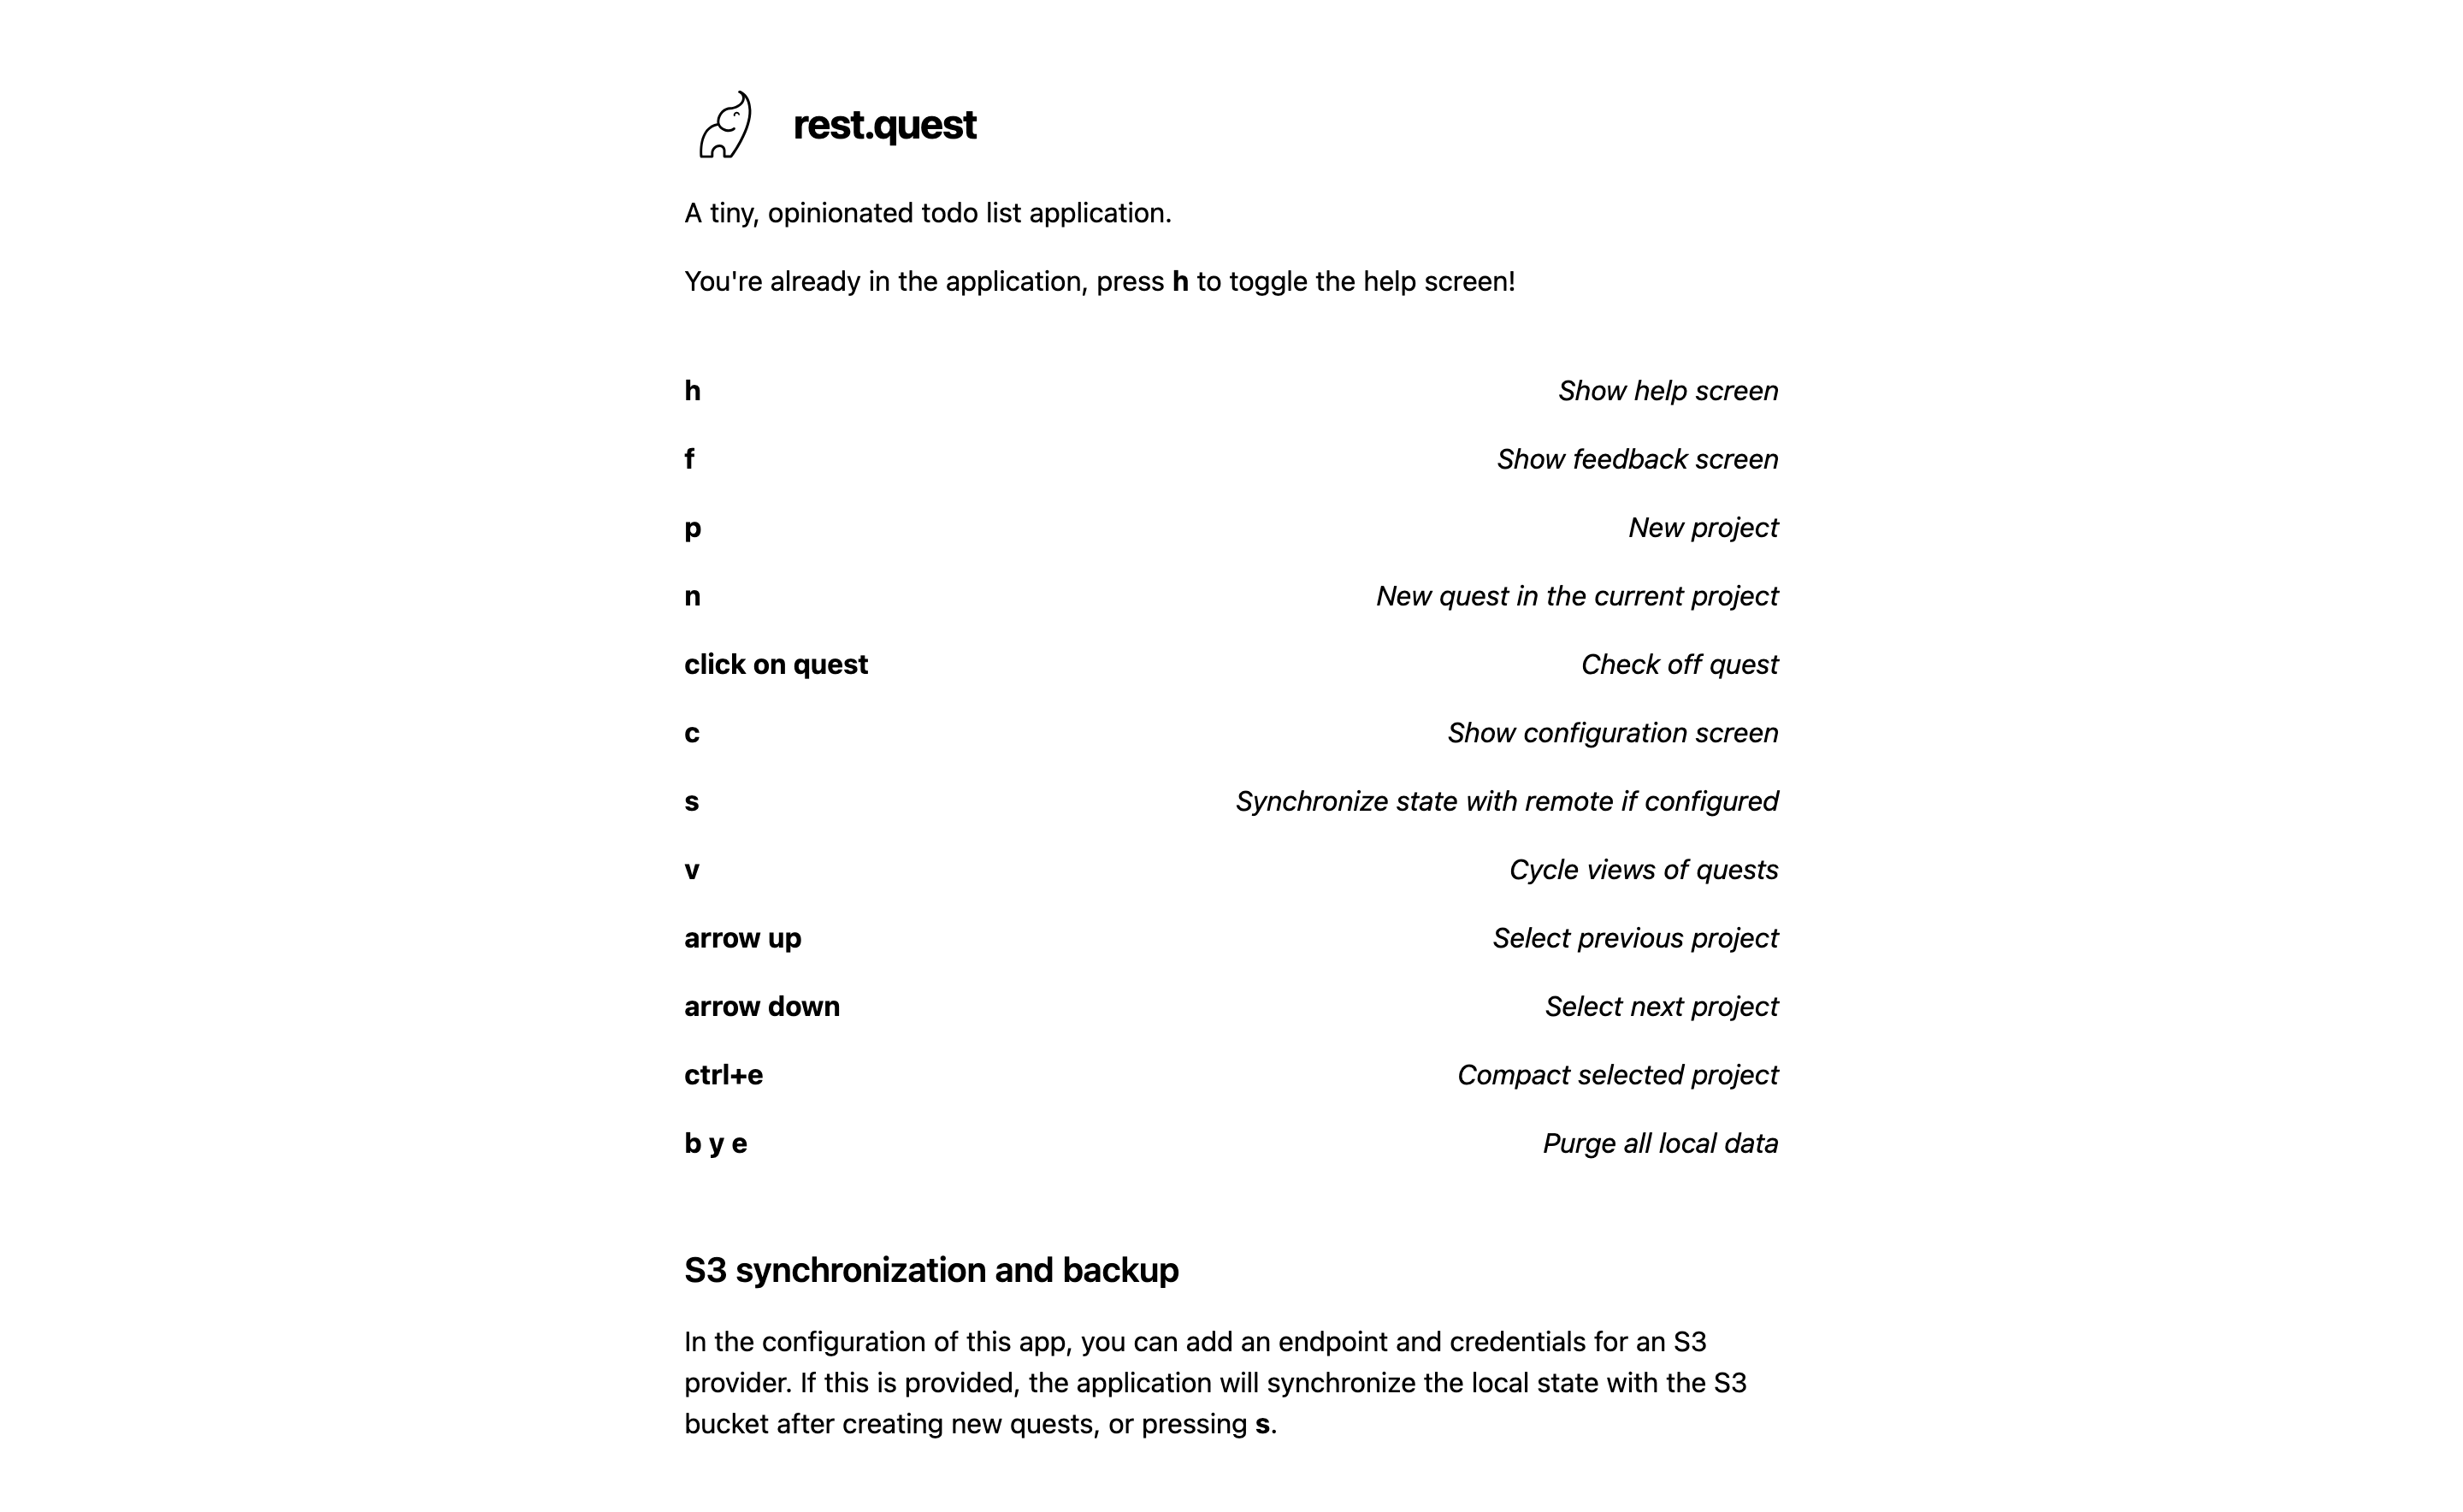 rest.quest
A tiny, opinionated todo list application.
You're already in the application, press h to toggle the help screen!
h Show help screen
f Show feedback screen
p New project
n New quest in the current project
click on quest Check off quest
c Show configuration screen
s Synchronize state with remote if configured
v Cycle views of quests
arrow up Select previous project
arrow down Select next project
ctrl+e Compact selected project
b y e Purge all local data
S3 synchronization and backup
In the configuration of this app, you can add an endpoint and credentials for an S3
provider. If this is provided, the application will synchronize the local state with the S3
bucket after creating new quests, or pressing s.